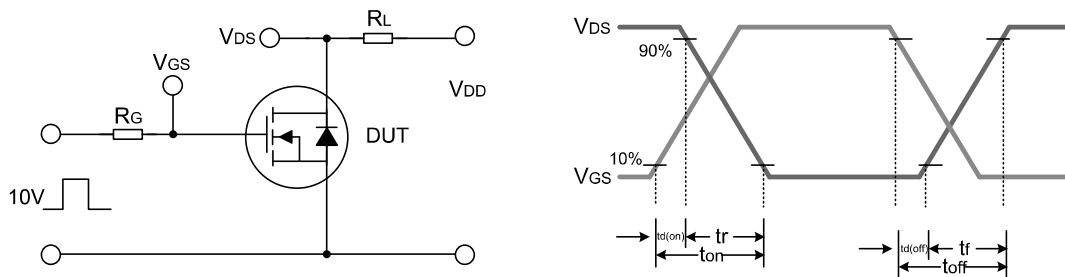 RL
VDS
VGS
VDD
RG
DUT
10V
VDS
90%
10%
VGS
td(on)
tr
ton
td(off)
tf
toff